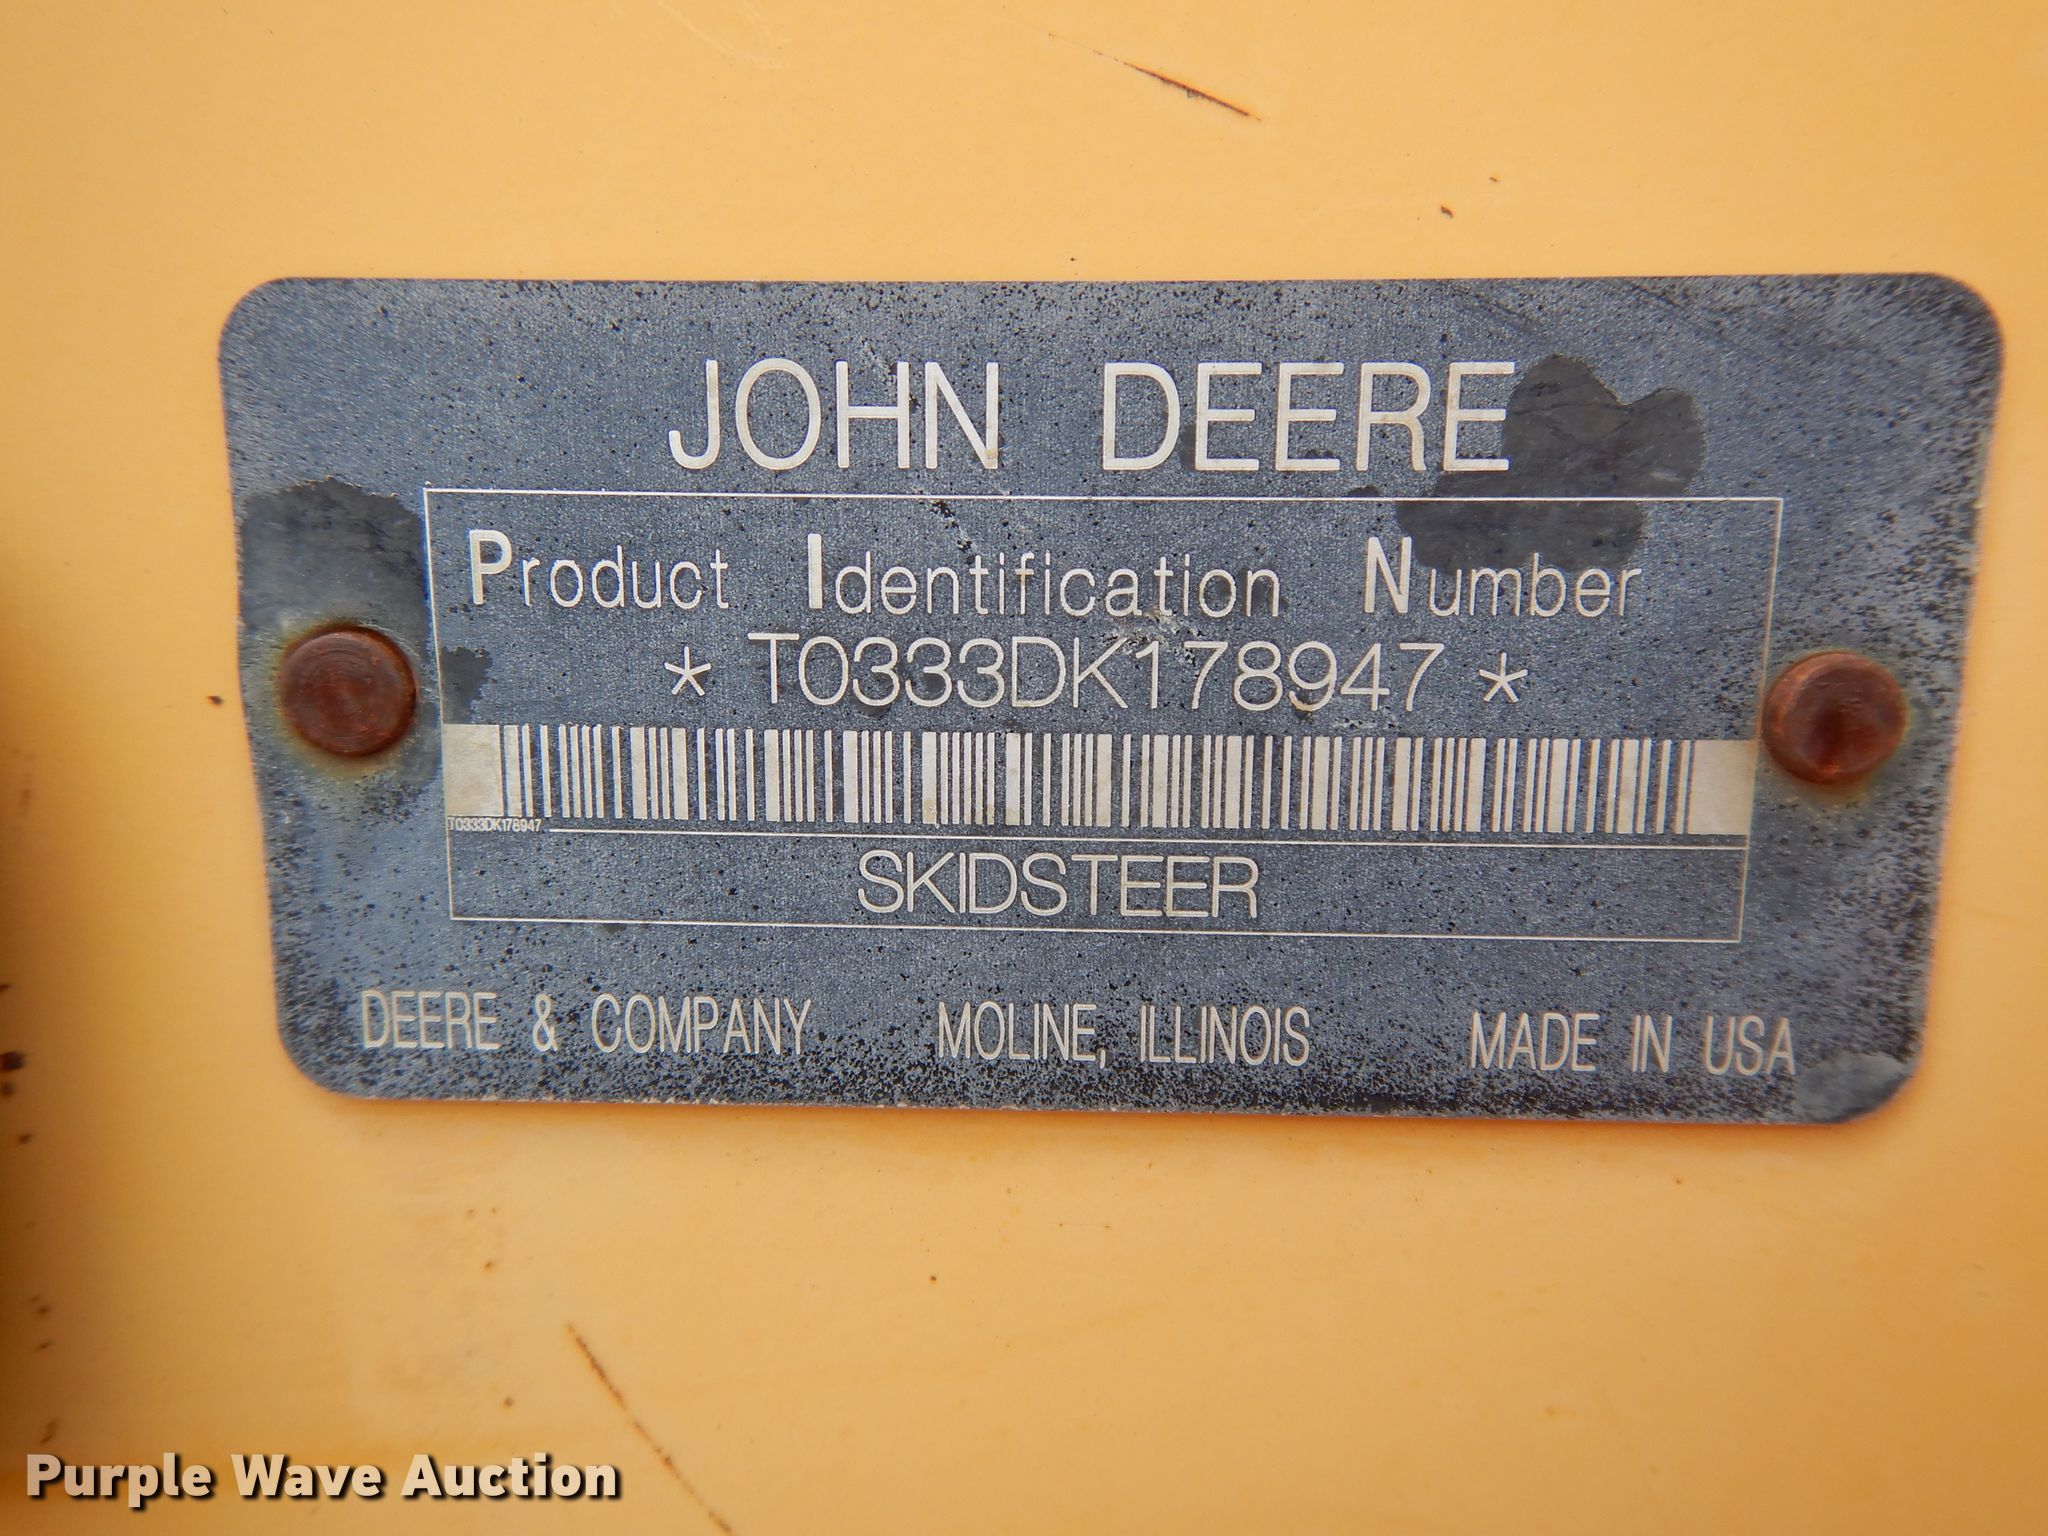 JOHN DEERE
Product Identification Number
* T0333DK178947 *
T0333DK178947
SKIDSTEER
DEERE & COMPANY MOLINE, ILLINOIS MADE IN USA
Purple Wave Auction